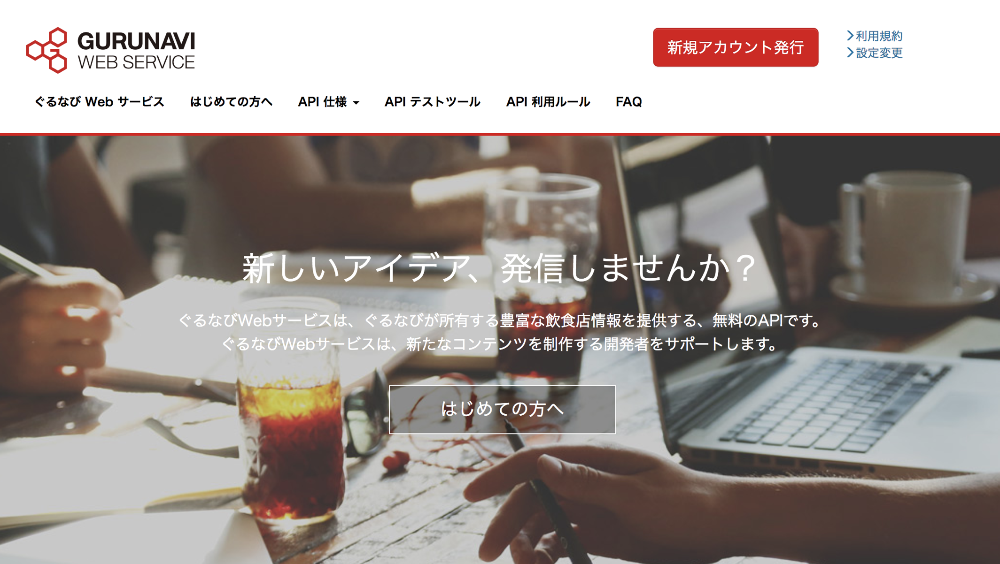 GURUNAVI
WEB SERVICE
新規アカウント発行
利用規約
設定変更
ぐるなび Web サービス はじめての方へ API 仕様 API テストツール API 利用ルール FAQ
新しいアイデア、発信しませんか？
ぐるなびWebサービスは、ぐるなびが所有する豊富な飲食店情報を提供する、無料のAPIです。
ぐるなびWebサービスは、新たなコンテンツを制作する開発者をサポートします。
はじめての方へ